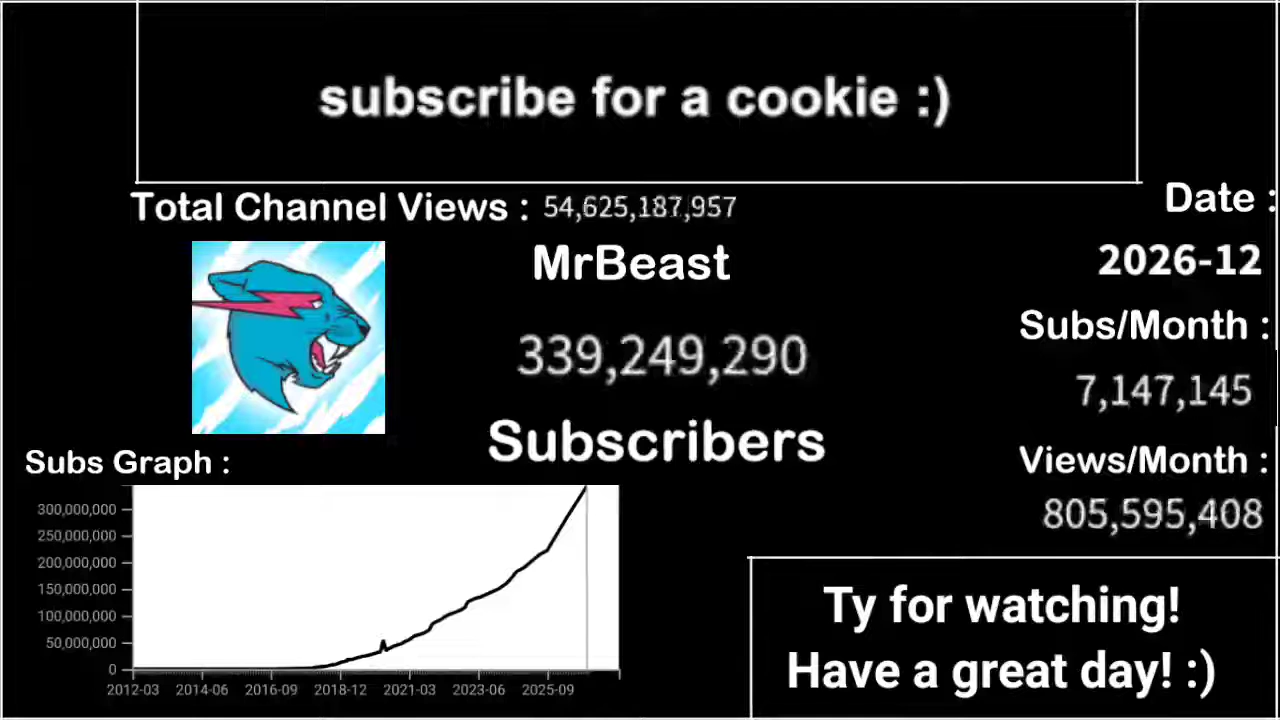 subscribe for a cookie :)
Total Channel Views : 54,625,187,957
Date :
MrBeast
2026-12
339,249,290
Subs/Month :
7,147,145
Subscribers
Subs Graph :
Views/Month :
805,595,408
300,000,000
250,000,000
200,000,000
150,000,000
100,000,000
50,000,000
0
2012-03 2014-06 2016-09 2018-12 2021-03 2023-06 2025-09
Ty for watching!
Have a great day! :)